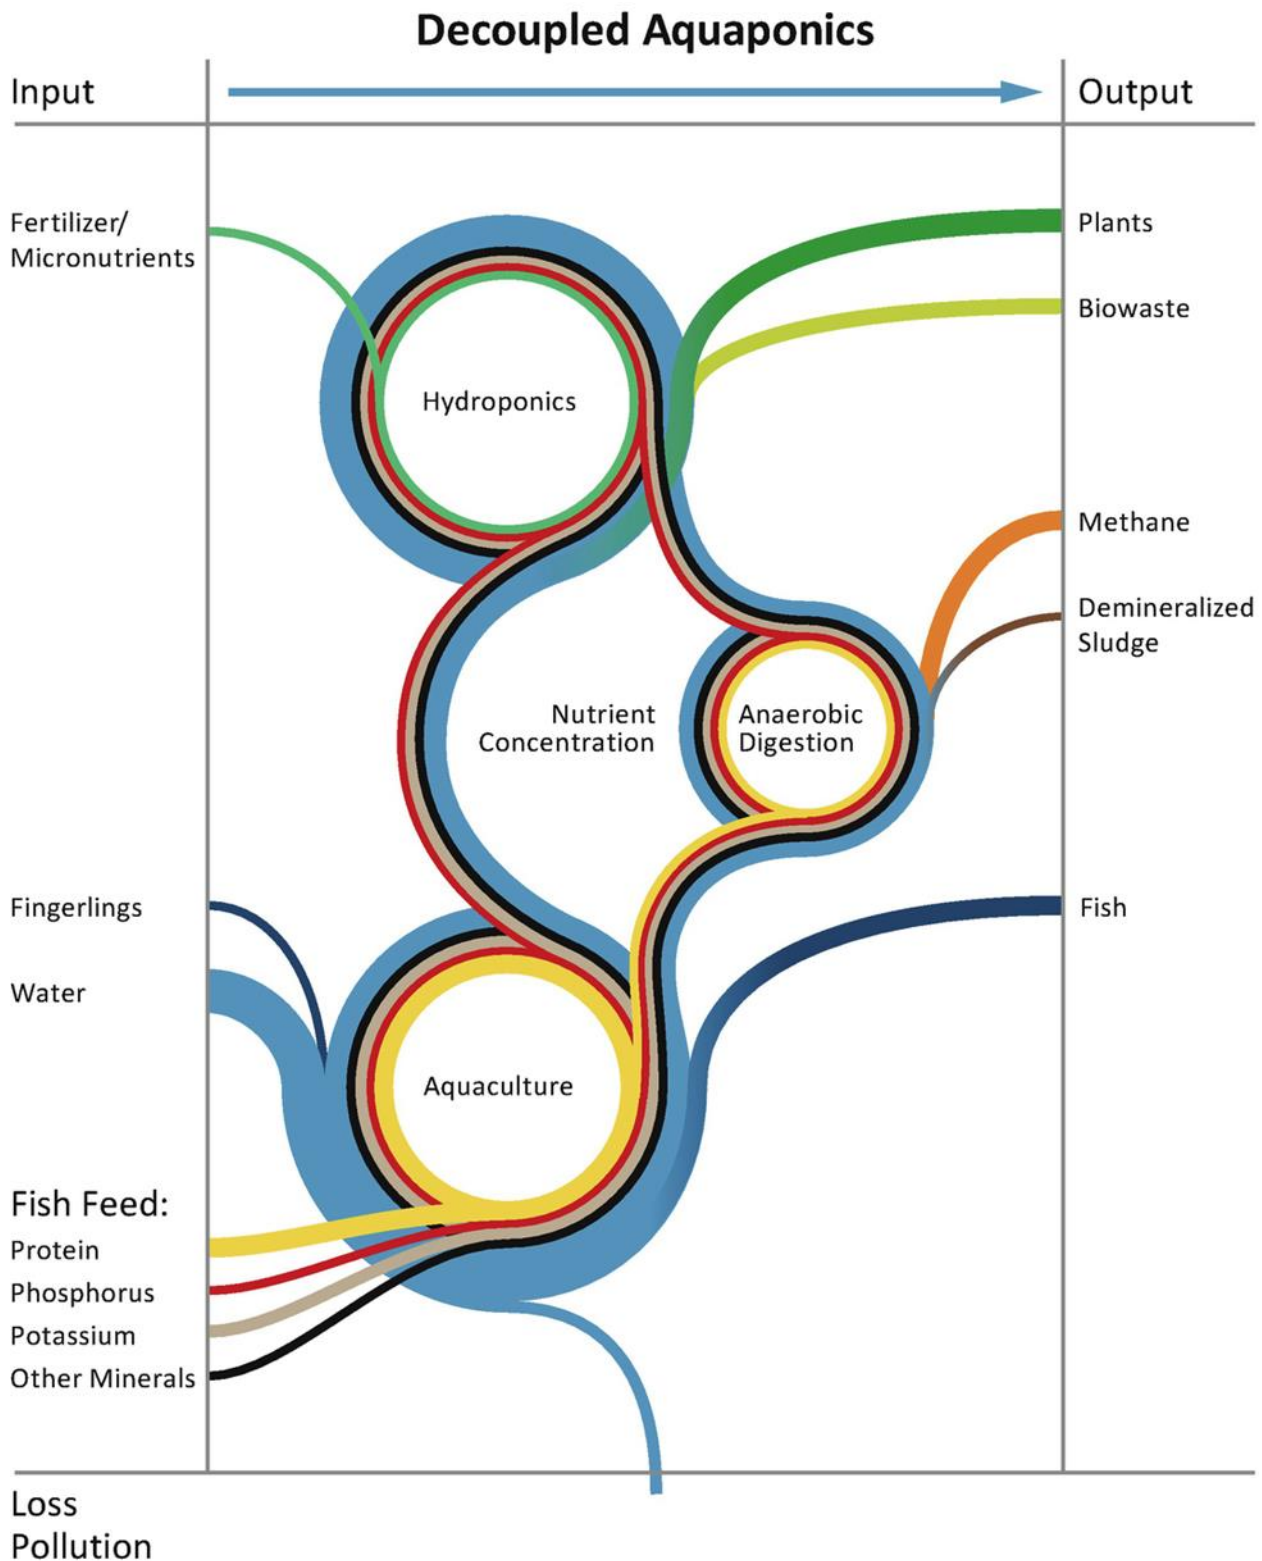 Decoupled Aquaponics
Input
Output
Fertilizer/
Micronutrients
Plants
Biowaste
Hydroponics
Methane
Demineralized
Sludge
Nutrient
Concentration
Anaerobic
Digestion
Fingerlings
Fish
Water
Aquaculture
Fish Feed:
Protein
Phosphorus
Potassium
Other Minerals
Loss
Pollution